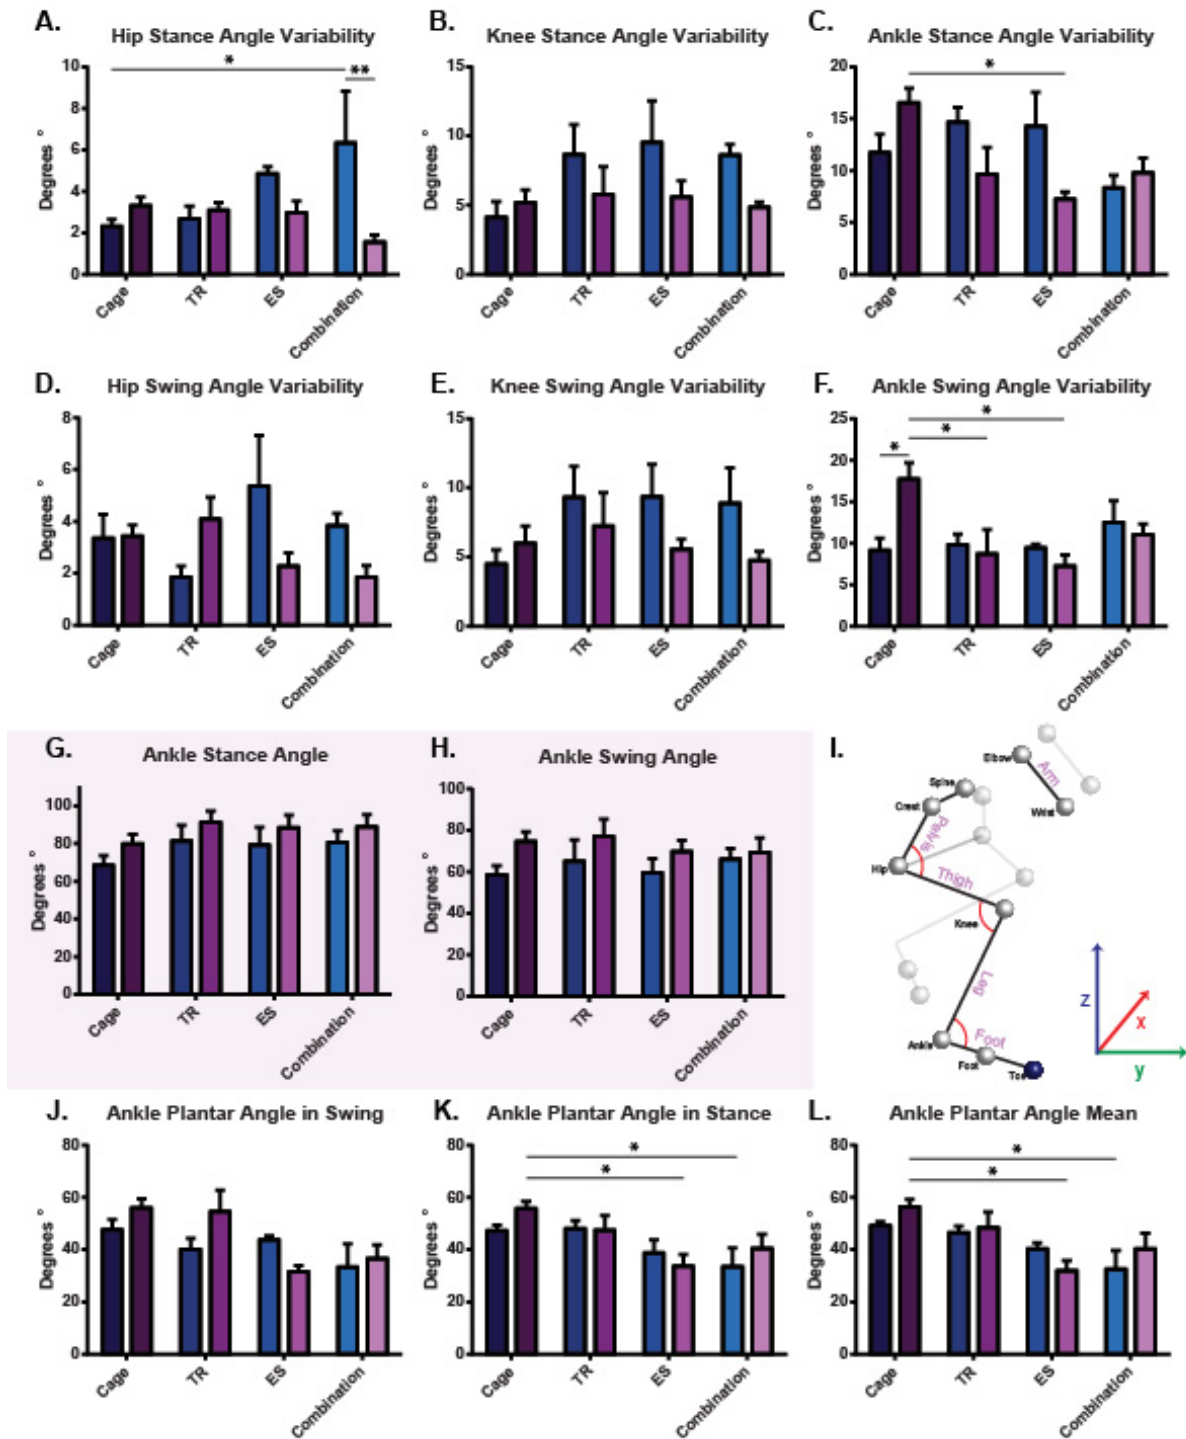 A.
Hip Stance Angle Variability
Degrees °
10
8
6
4
2
0
*
**
Cage
TR
ES
Combination
B.
Knee Stance Angle Variability
Degrees °
15
10
5
0
Cage
TR
ES
Combination
C.
Ankle Stance Angle Variability
Degrees °
20
15
10
5
0
*
Cage
TR
ES
Combination
D.
Hip Swing Angle Variability
Degrees °
8
6
4
2
0
Cage
TR
ES
Combination
E.
Knee Swing Angle Variability
Degrees °
15
10
5
0
Cage
TR
ES
Combination
F.
Ankle Swing Angle Variability
Degrees °
25
20
15
10
5
0
*
*
*
Cage
TR
ES
Combination
G.
Ankle Stance Angle
Degrees °
100
80
60
40
20
0
Cage
TR
ES
Combination
H.
Ankle Swing Angle
Degrees °
100
80
60
40
20
0
Cage
TR
ES
Combination
I.
Elbow
Arm
Wrist
Spine
Crest
Pelvis
Hip
Thigh
Knee
Leg
Ankle
Foot
Foot
Toe
Z
X
y
J.
Ankle Plantar Angle in Swing
Degrees °
80
60
40
20
0
Cage
TR
ES
Combination
K.
Ankle Plantar Angle in Stance
Degrees °
80
60
40
20
0
*
*
Cage
TR
ES
Combination
L.
Ankle Plantar Angle Mean
Degrees °
80
60
40
20
0
*
*
Cage
TR
ES
Combination